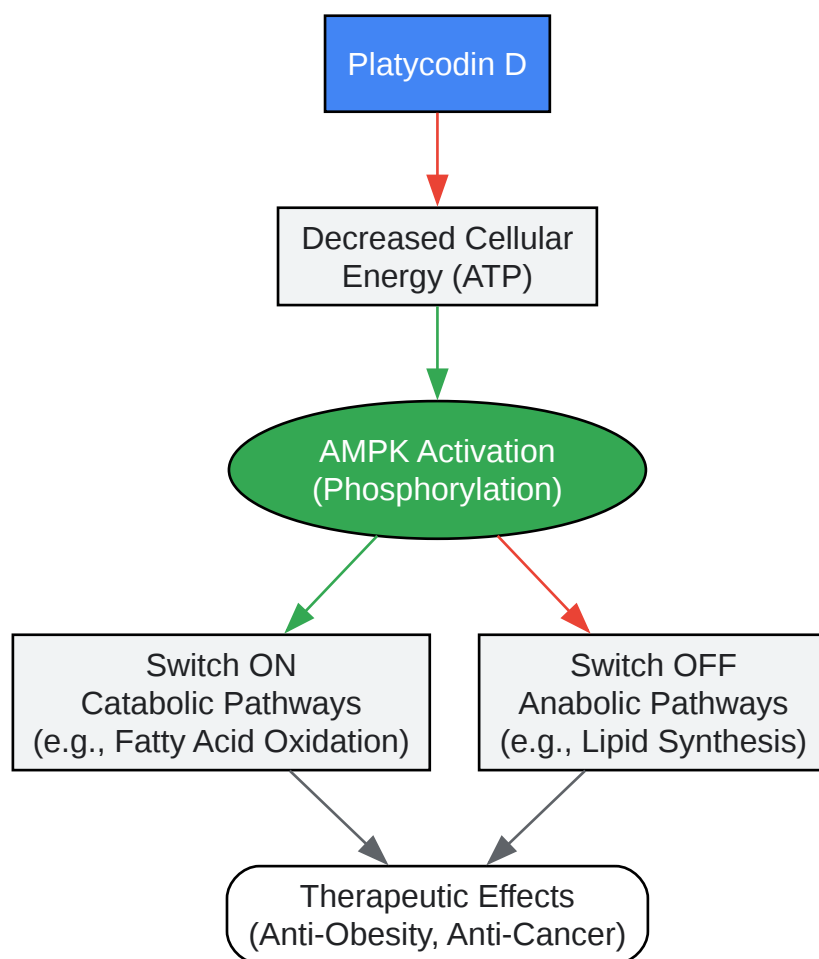 Platycodin D
Decreased Cellular
Energy (ATP)
AMPK Activation
(Phosphorylation)
Switch ON
Catabolic Pathways
(e.g., Fatty Acid Oxidation)
Switch OFF
Anabolic Pathways
(e.g., Lipid Synthesis)
Therapeutic Effects
(Anti-Obesity, Anti-Cancer)